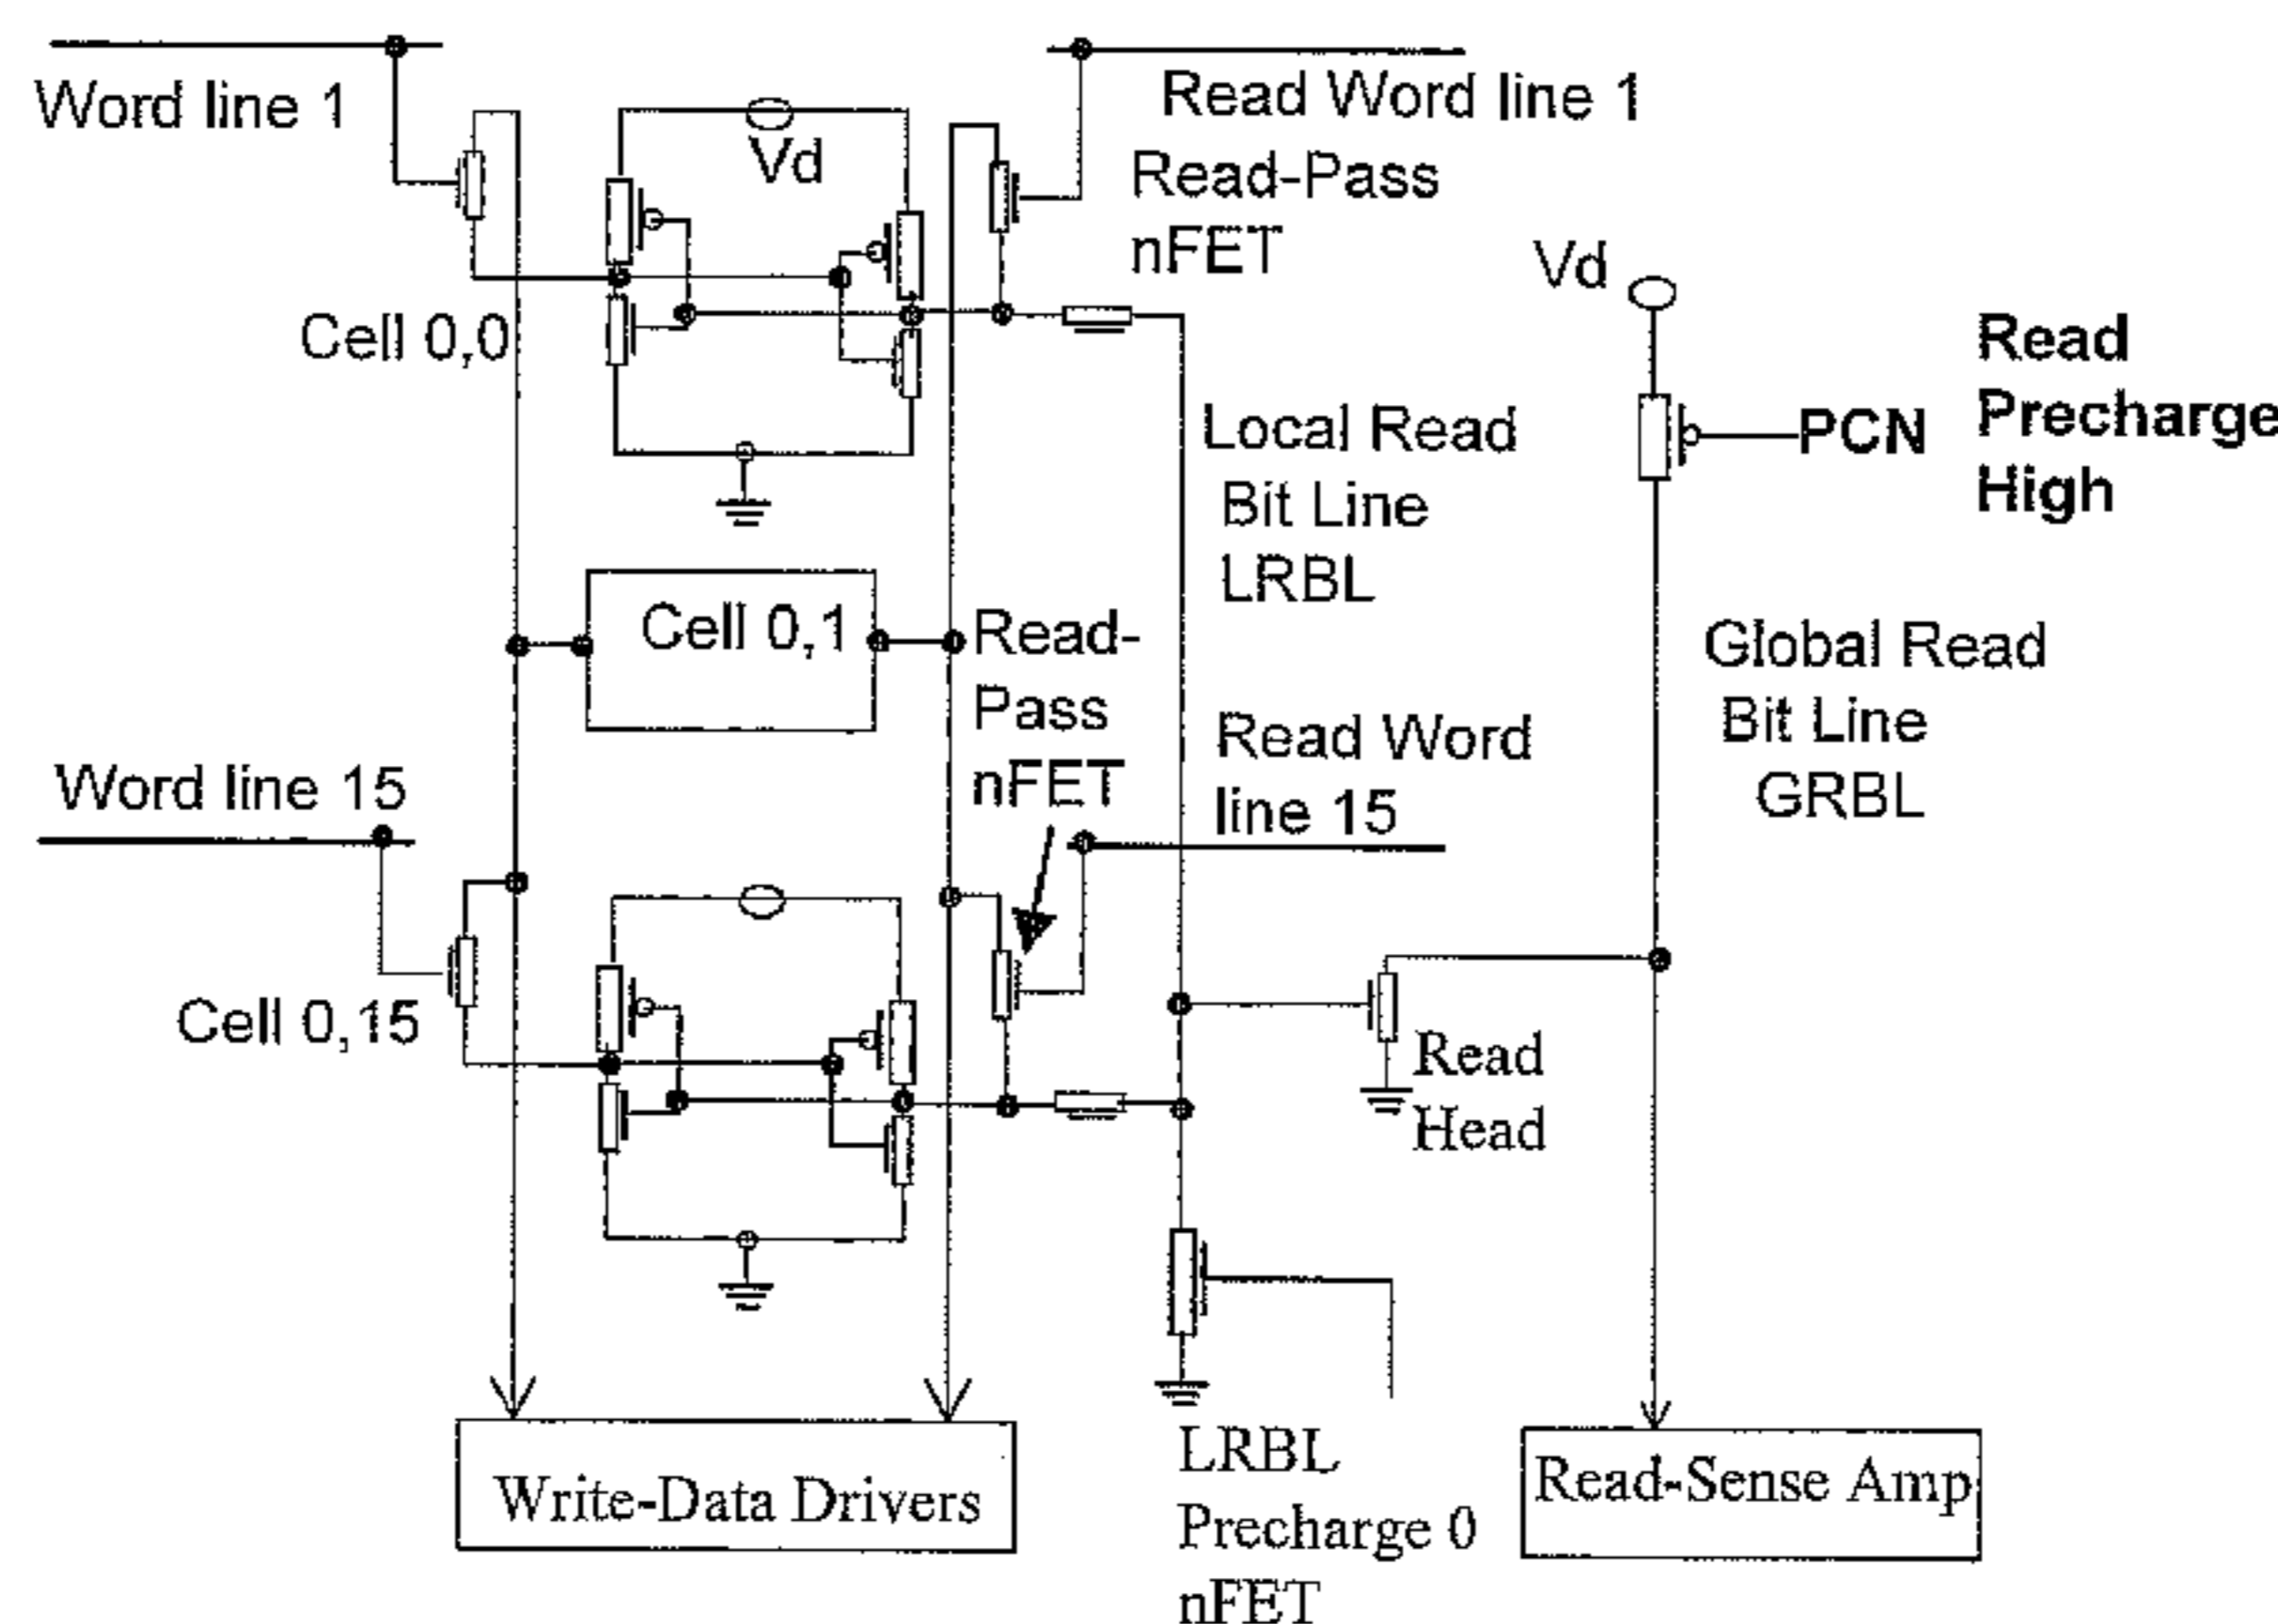 Word line 1
Vd
Read Word line 1
Read-Pass
nFET
Cell 0,0
Vd
PCN
Read
Precharge
High
Local Read
Bit Line
LRBL
Cell 0,1
Read-
Pass
nFET
Global Read
Bit Line
GRBL
Read Word
line 15
Word line 15
Cell 0,15
Read
Head
Write-Data Drivers
LRBL
Precharge 0
nFET
Read-Sense Amp